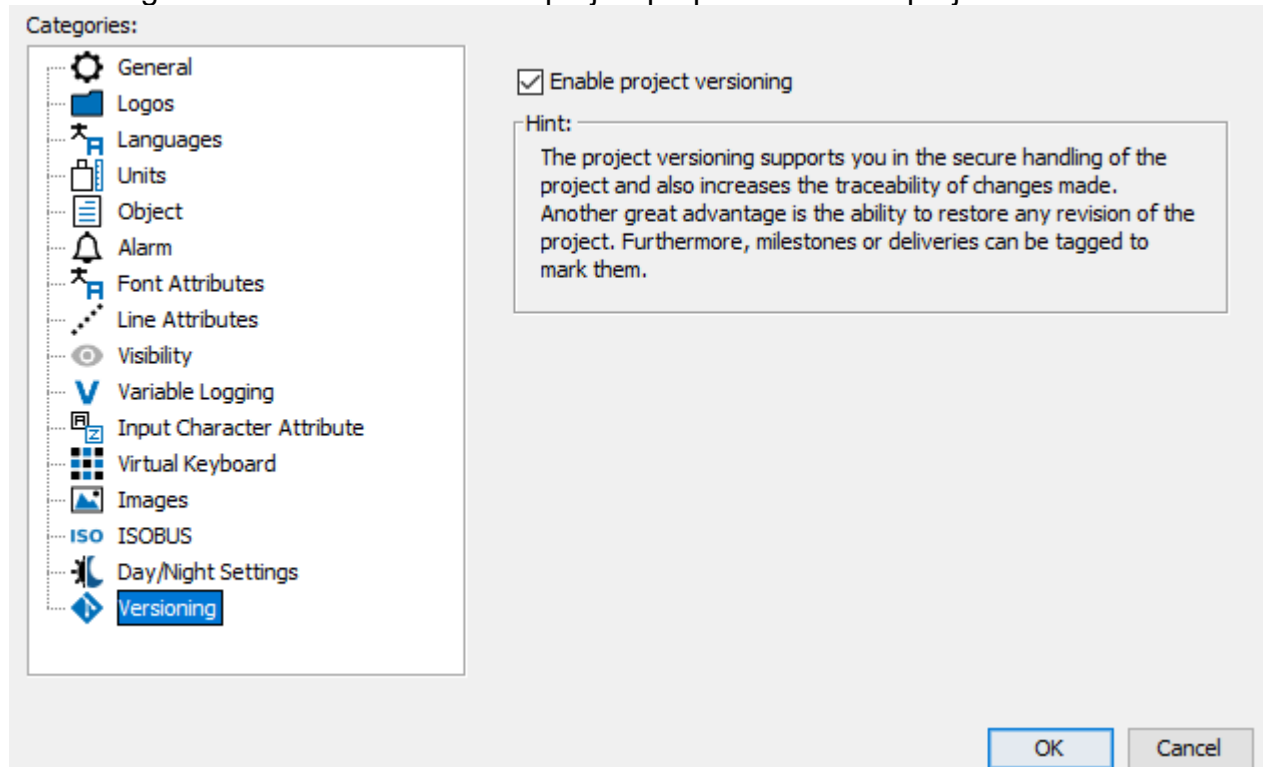 Categories:
General
Logos
Languages
Units
Object
Alarm
Font Attributes
Line Attributes
Visibility
Variable Logging
Input Character Attribute
Virtual Keyboard
Images
ISO ISOBUS
Day/Night Settings
Versioning
Enable project versioning
Hint:
The project versioning supports you in the secure handling of the
project and also increases the traceability of changes made.
Another great advantage is the ability to restore any revision of the
project. Furthermore, milestones or deliveries can be tagged to
mark them.
OK Cancel